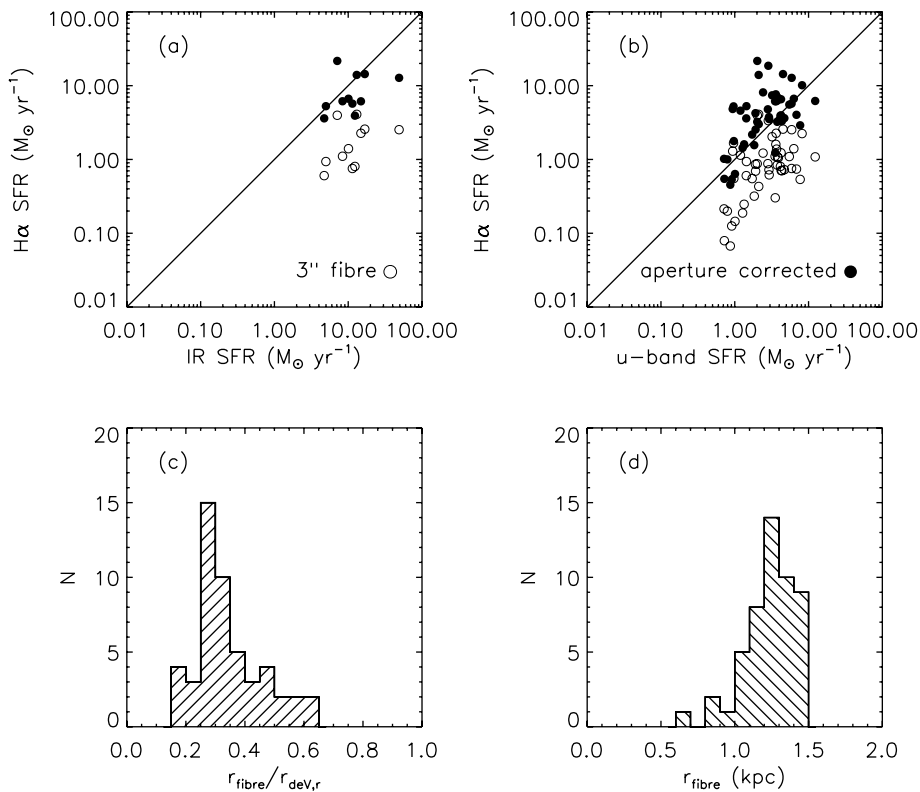 (a)
100.00
10.00
1.00
0.10
0.01
Hα SFR (M⊙ yr⁻¹)
3'' fibre
0.01 0.10 1.00 10.00 100.00
IR SFR (M⊙ yr⁻¹)
(b)
100.00
10.00
1.00
0.10
0.01
Hα SFR (M⊙ yr⁻¹)
aperture corrected
0.01 0.10 1.00 10.00 100.00
u-band SFR (M⊙ yr⁻¹)
(c)
20
15
10
5
0
N
0.0 0.2 0.4 0.6 0.8 1.0
r_fibre/r_deV,r
(d)
20
15
10
5
0
N
0.0 0.5 1.0 1.5 2.0
r_fibre (kpc)